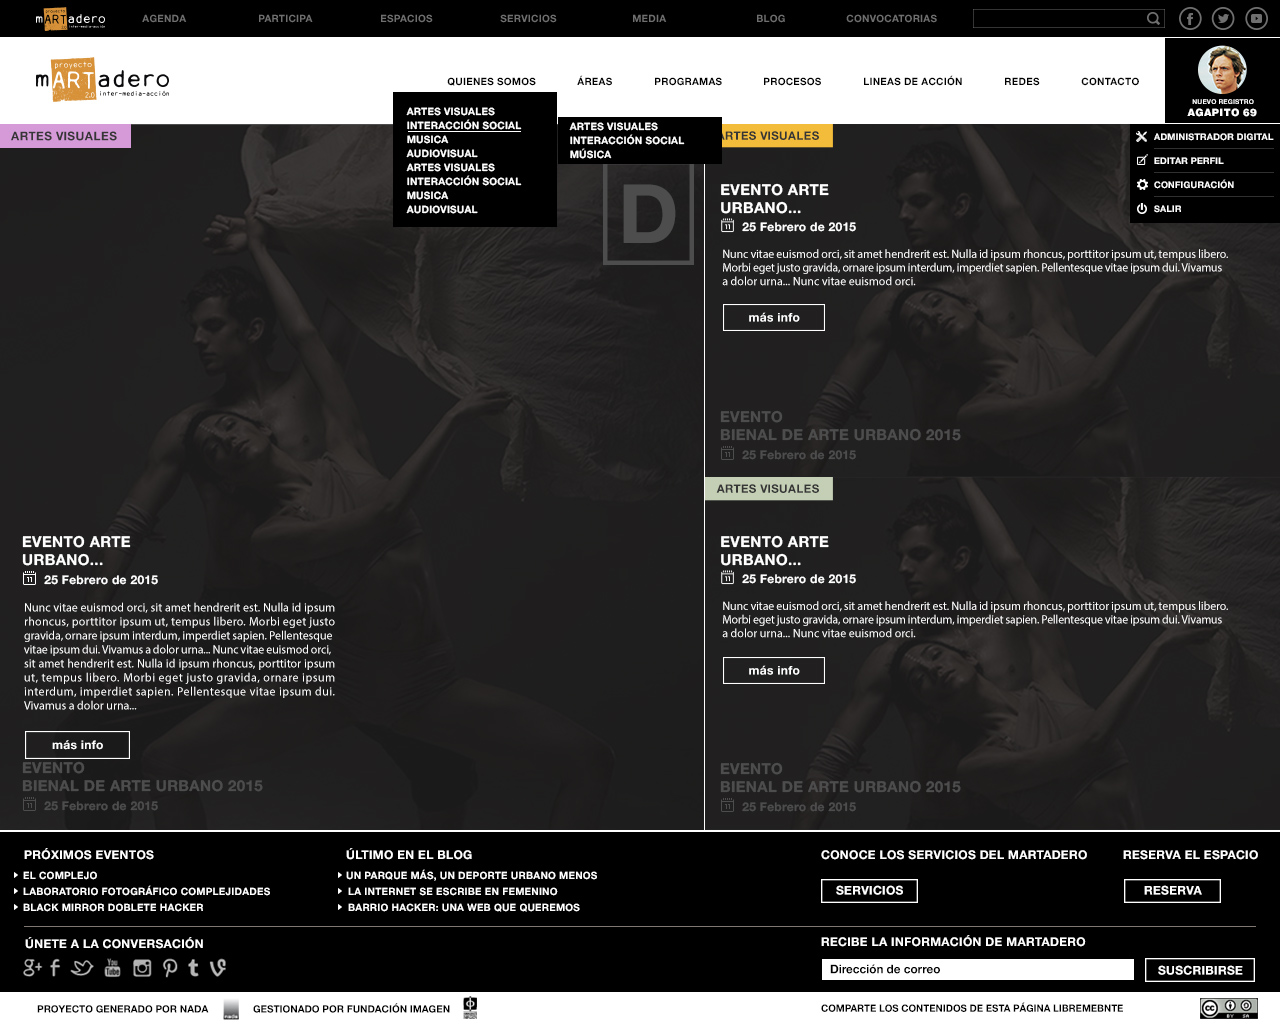 proyecto
mARTadero
inter-media-acción
AGENDA PARTICIPA ESPACIOS SERVICIOS MEDIA BLOG CONVOCATORIAS
proyecto
mARTadero
2.0 inter-media-acción
QUIENES SOMOS ÁREAS PROGRAMAS PROCESOS LINEAS DE ACCIÓN REDES CONTACTO
NUEVO REGISTRO
AGAPITO 69
ADMINISTRADOR DIGITAL
EDITAR PERFIL
CONFIGURACIÓN
SALIR
ARTES VISUALES
INTERACCIÓN SOCIAL
MUSICA
AUDIOVISUAL
ARTES VISUALES
INTERACCIÓN SOCIAL
MUSICA
AUDIOVISUAL
ARTES VISUALES
INTERACCIÓN SOCIAL
MÚSICA
ARTES VISUALES
D
EVENTO ARTE
URBANO...
11 25 Febrero de 2015
Nunc vitae euismod orci, sit amet hendrerit est. Nulla id ipsum
rhoncus, porttitor ipsum ut, tempus libero. Morbi eget justo
gravida, ornare ipsum interdum, imperdiet sapien. Pellentesque
vitae ipsum dui. Vivamus a dolor urna... Nunc vitae euismod orci,
sit amet hendrerit est. Nulla id ipsum rhoncus, porttitor ipsum
ut, tempus libero. Morbi eget justo gravida, ornare ipsum
interdum, imperdiet sapien. Pellentesque vitae ipsum dui.
Vivamus a dolor urna...
más info
EVENTO
BIENAL DE ARTE URBANO 2015
11 25 Febrero de 2015
ARTES VISUALES
EVENTO ARTE
URBANO...
11 25 Febrero de 2015
Nunc vitae euismod orci, sit amet hendrerit est. Nulla id ipsum rhoncus, porttitor ipsum ut, tempus libero.
Morbi eget justo gravida, ornare ipsum interdum, imperdiet sapien. Pellentesque vitae ipsum dui. Vivamus
a dolor urna... Nunc vitae euismod orci.
más info
EVENTO
BIENAL DE ARTE URBANO 2015
11 25 Febrero de 2015
ARTES VISUALES
EVENTO ARTE
URBANO...
11 25 Febrero de 2015
Nunc vitae euismod orci, sit amet hendrerit est. Nulla id ipsum rhoncus, porttitor ipsum ut, tempus libero.
Morbi eget justo gravida, ornare ipsum interdum, imperdiet sapien. Pellentesque vitae ipsum dui. Vivamus
a dolor urna... Nunc vitae euismod orci.
más info
EVENTO
BIENAL DE ARTE URBANO 2015
11 25 Febrero de 2015
PRÓXIMOS EVENTOS
EL COMPLEJO
LABORATORIO FOTOGRÁFICO COMPLEJIDADES
BLACK MIRROR DOBLETE HACKER
ÚLTIMO EN EL BLOG
UN PARQUE MÁS, UN DEPORTE URBANO MENOS
LA INTERNET SE ESCRIBE EN FEMENINO
BARRIO HACKER: UNA WEB QUE QUEREMOS
CONOCE LOS SERVICIOS DEL MARTADERO
SERVICIOS
RESERVA EL ESPACIO
RESERVA
ÚNETE A LA CONVERSACIÓN
g+ f You Tube t
RECIBE LA INFORMACIÓN DE MARTADERO
Dirección de correo
SUSCRIBIRSE
PROYECTO GENERADO POR NADA nada GESTIONADO POR FUNDACIÓN IMAGEN
COMPARTE LOS CONTENIDOS DE ESTA PÁGINA LIBREMEBNTE
cc BY SA